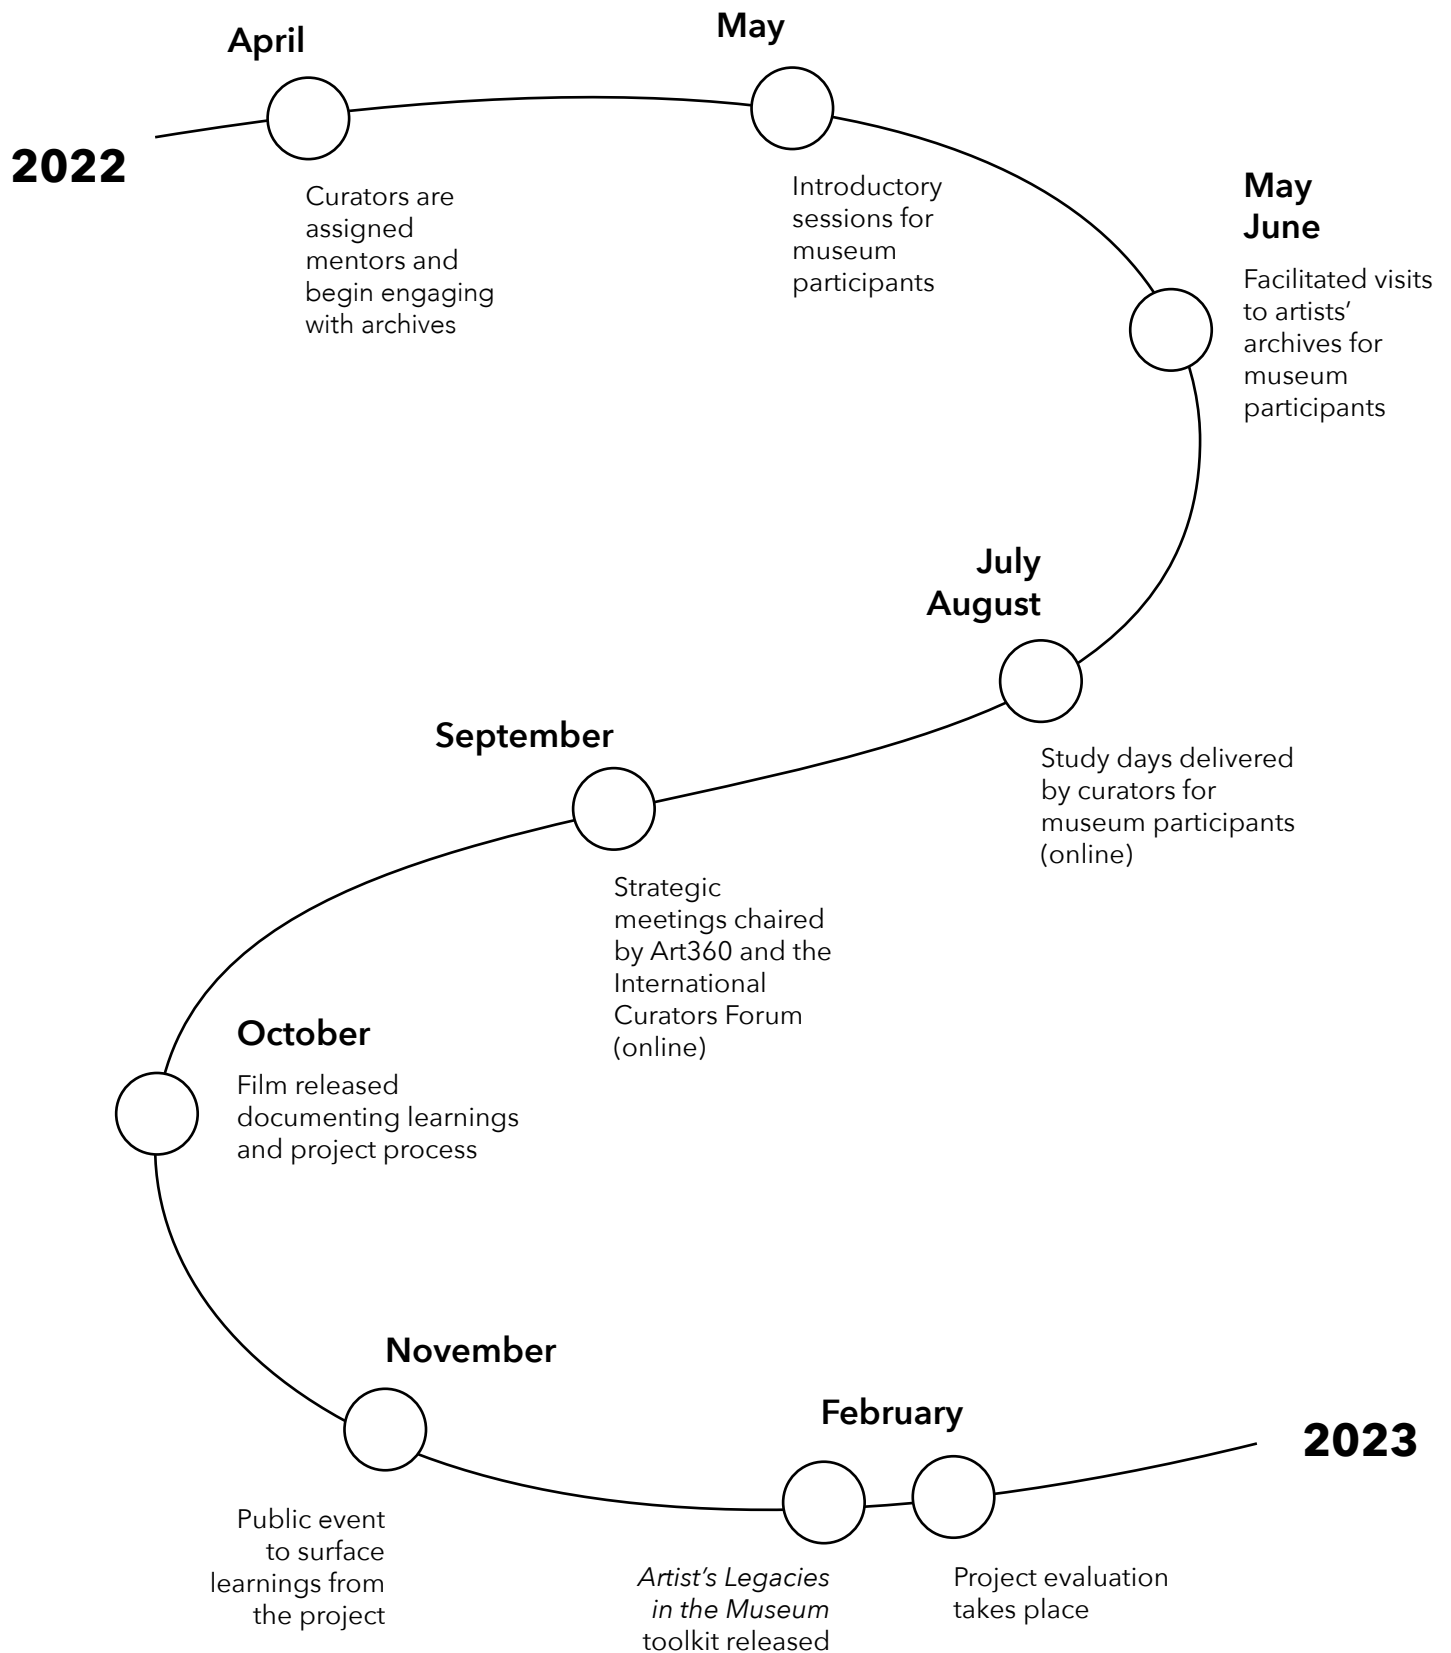 2022
April
Curators are
assigned
mentors and
begin engaging
with archives
May
Introductory
sessions for
museum
participants
May
June
Facilitated visits
to artists’
archives for
museum
participants
July
August
Study days delivered
by curators for
museum participants
(online)
September
Strategic
meetings chaired
by Art360 and the
International
Curators Forum
(online)
October
Film released
documenting learnings
and project process
November
Public event
to surface
learnings from
the project
February
Artist’s Legacies
in the Museum
toolkit released
Project evaluation
takes place
2023